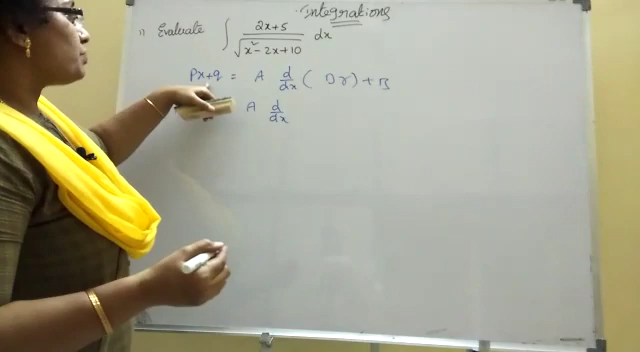 Integrations
1) Evaluate ∫ 2x+5 / √(x²-2x+10) dx
px+q = A d/dx ( Dr) + B
A d/dx